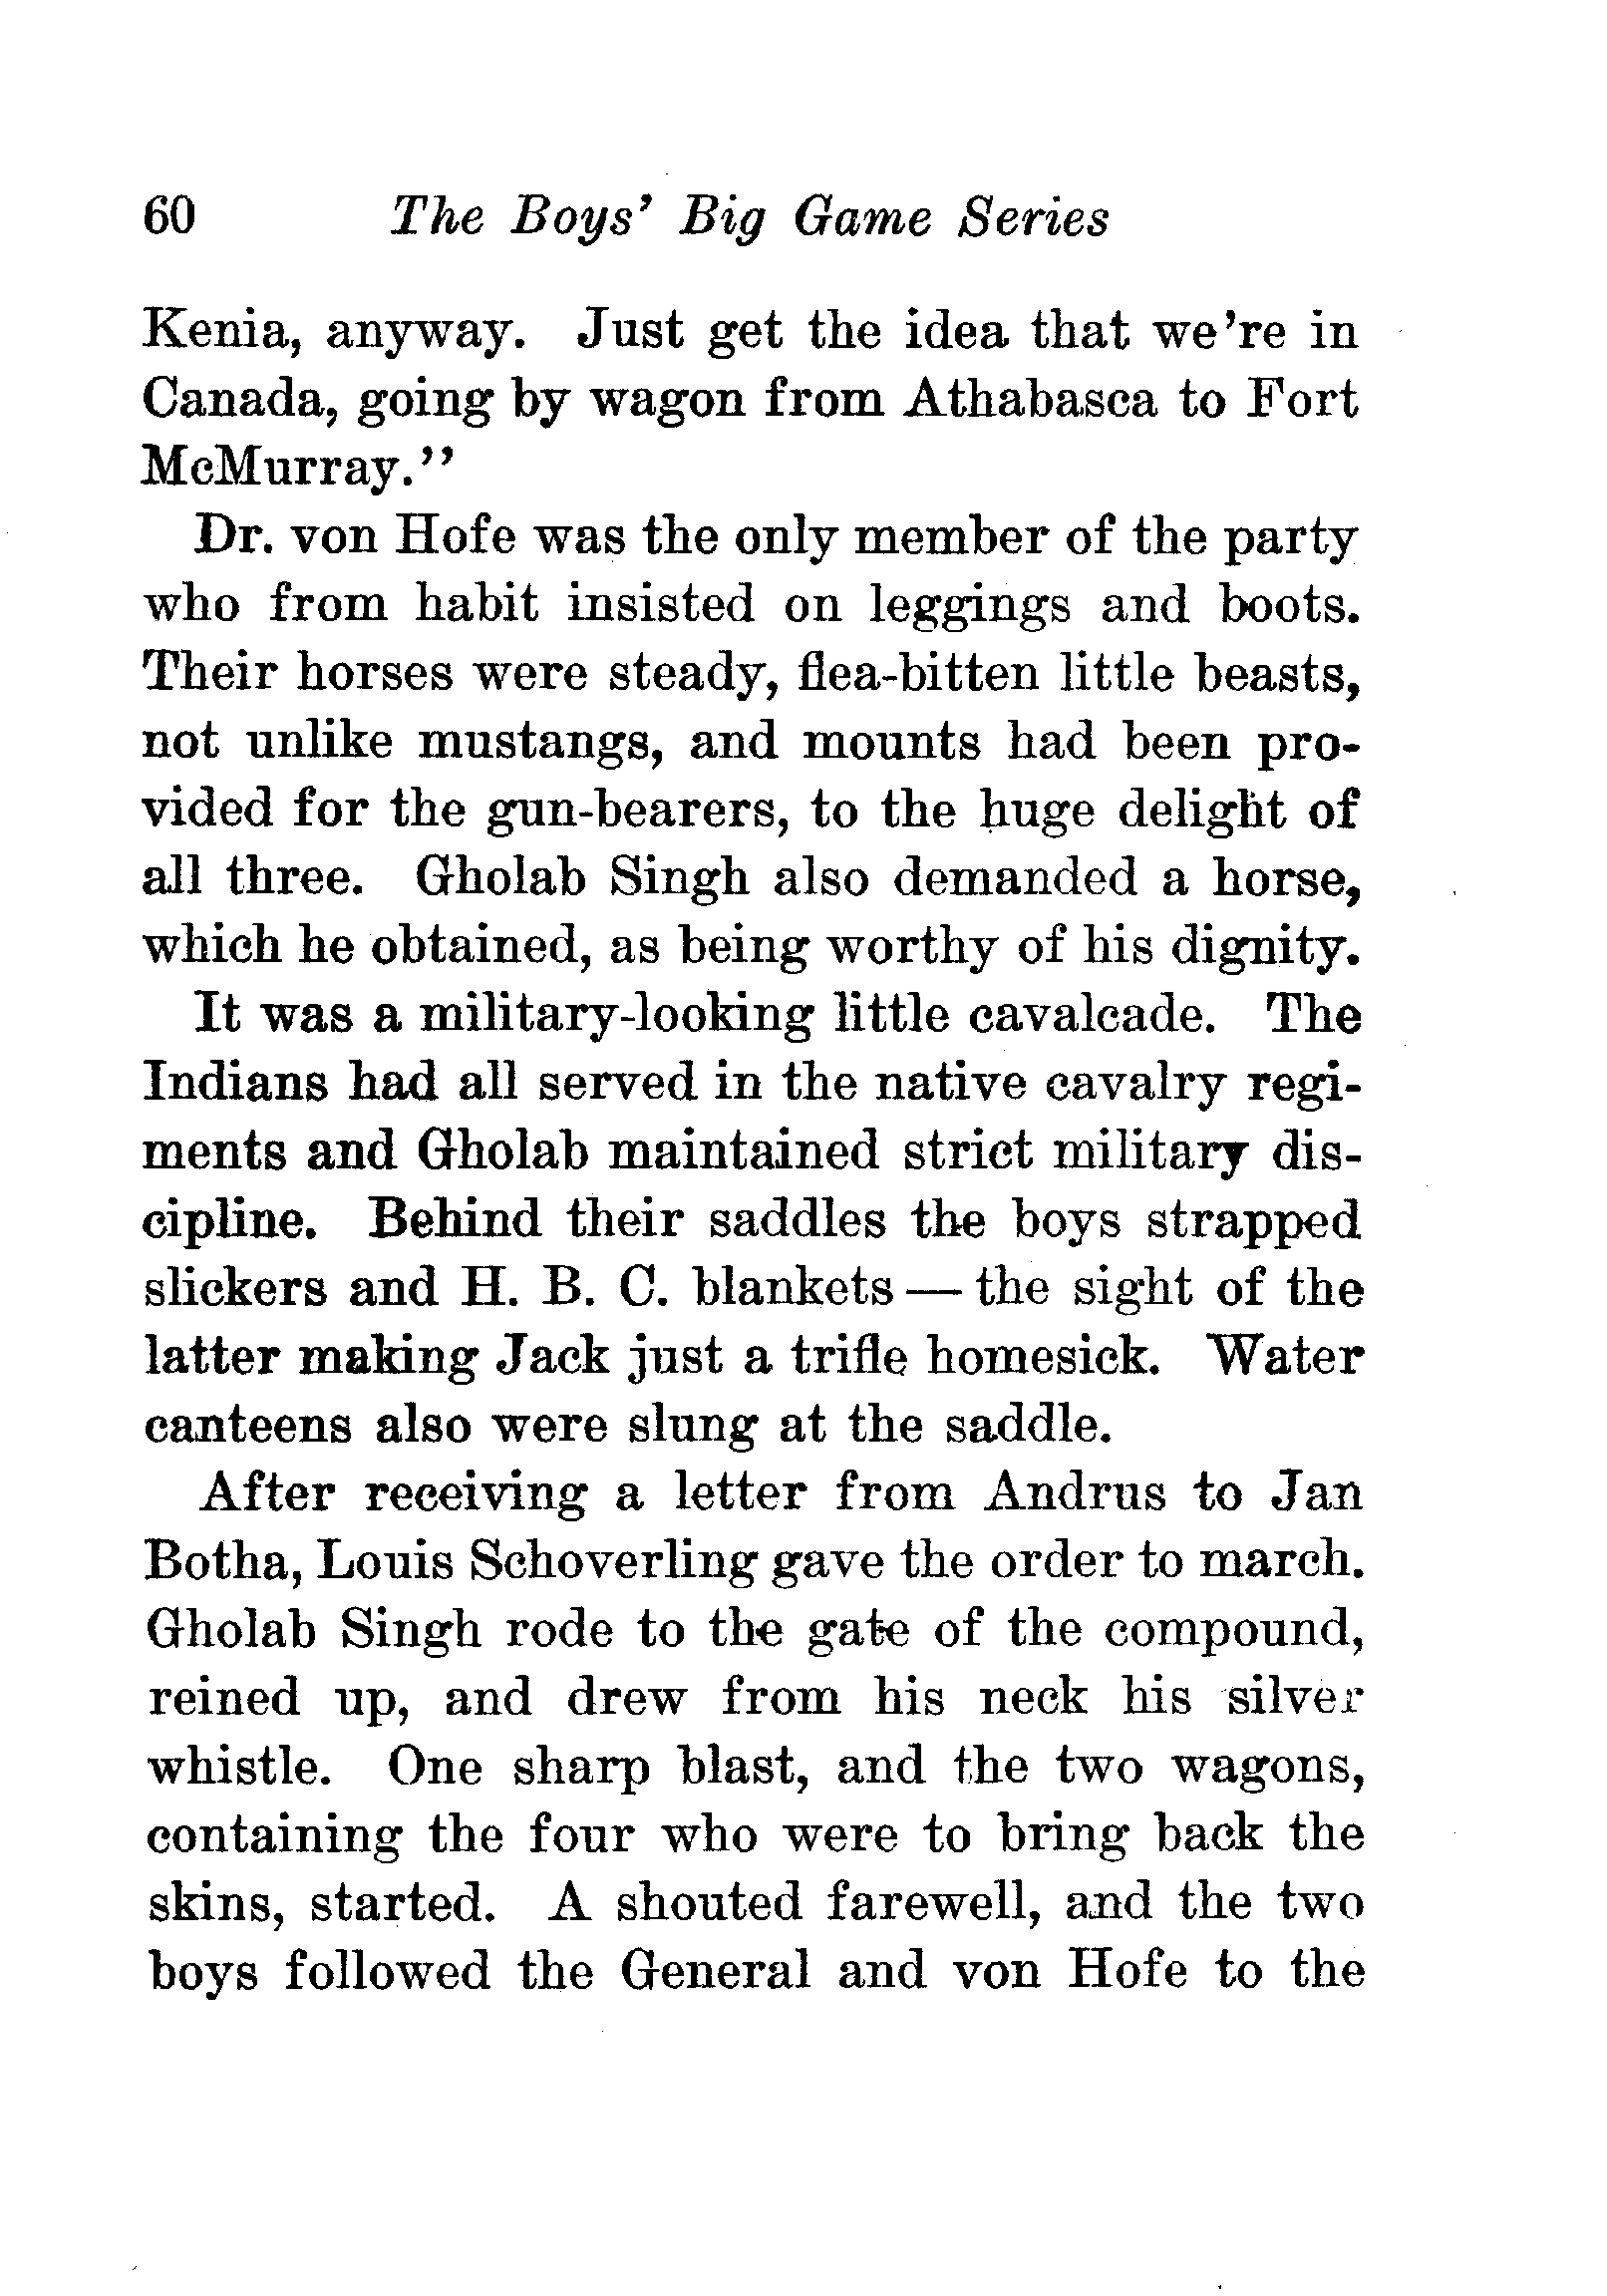 60 The Boys' Big Game Series
Kenia, anyway. Just get the idea that we're in
Canada, going by wagon from Athabasca to Fort
McMurray."
Dr. von Hofe was the only member of the party
who from habit insisted on leggings and boots.
Their horses were steady, flea-bitten little beasts,
not unlike mustangs, and mounts had been pro-
vided for the gun-bearers, to the huge delight of
all three. Gholab Singh also demanded a horse,
which he obtained, as being worthy of his dignity.
It was a military-looking little cavalcade. The
Indians had all served in the native cavalry regi-
ments and Gholab maintained strict military dis-
cipline. Behind their saddles the boys strapped
slickers and H. B. C. blankets — the sight of the
latter making Jack just a trifle homesick. Water
canteens also were slung at the saddle.
After receiving a letter from Andrus to Jan
Botha, Louis Schoverling gave the order to march.
Gholab Singh rode to the gate of the compound,
reined up, and drew from his neck his silver
whistle. One sharp blast, and the two wagons,
containing the four who were to bring back the
skins, started. A shouted farewell, and the two
boys followed the General and von Hofe to the